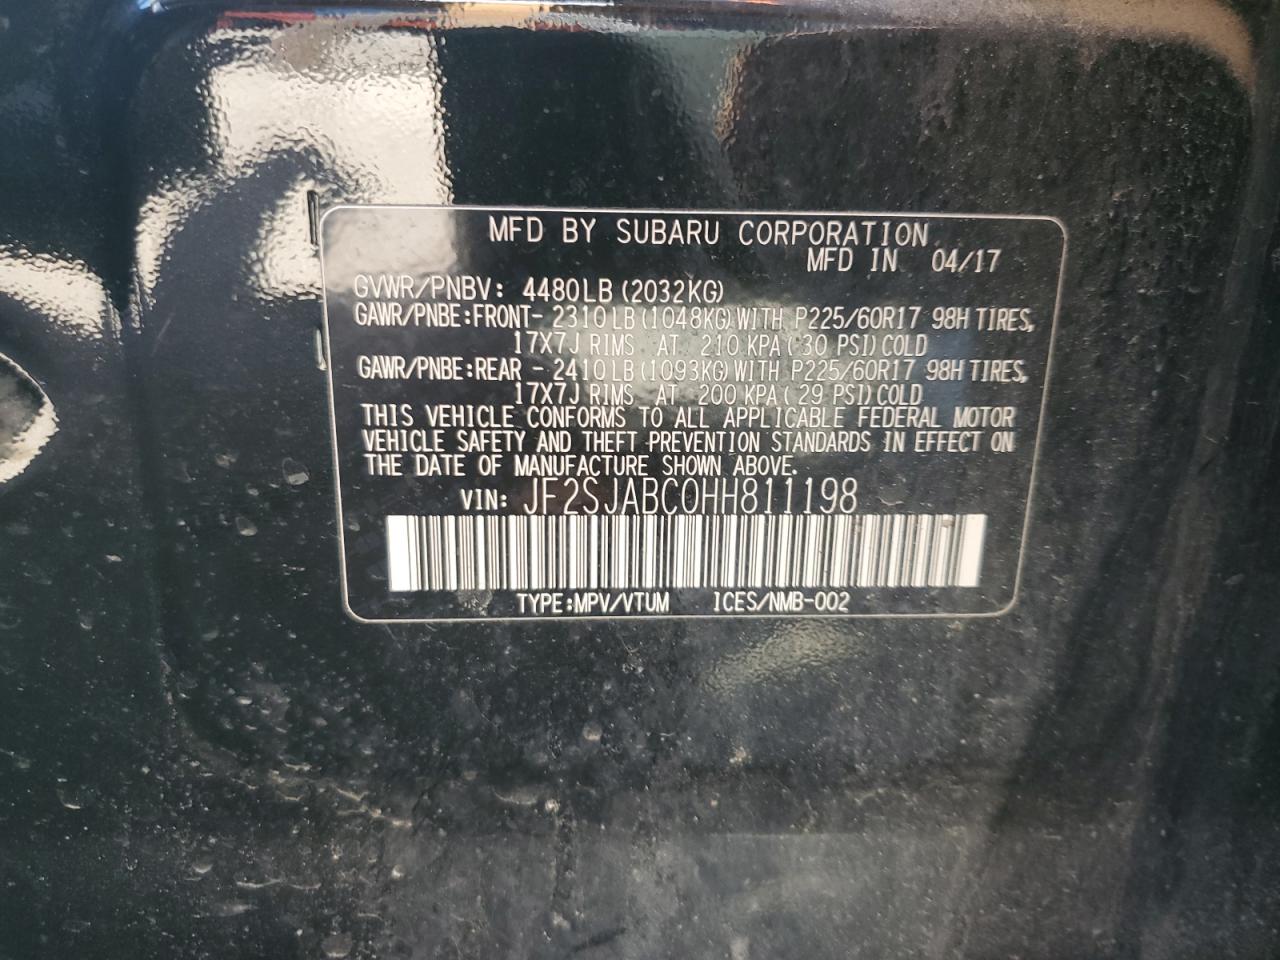 MFD BY SUBARU CORPORATION
MFD IN 04/17
GVWR/PNBV: 4480LB (2032KG)
GAWR/PNBE:FRONT- 2310LB (1048KG) WITH P225/60R17 98H TIRES,
17X7J RIMS AT 210 KPA ( 30 PSI) COLD
GAWR/PNBE:REAR - 2410LB (1093KG) WITH P225/60R17 98H TIRES,
17X7J RIMS AT 200 KPA ( 29 PSI) COLD
THIS VEHICLE CONFORMS TO ALL APPLICABLE FEDERAL MOTOR
VEHICLE SAFETY AND THEFT PREVENTION STANDARDS IN EFFECT ON
THE DATE OF MANUFACTURE SHOWN ABOVE.
VIN: JF2SJABC0HH811198
TYPE:MPV/VTUM ICES/NMB-002